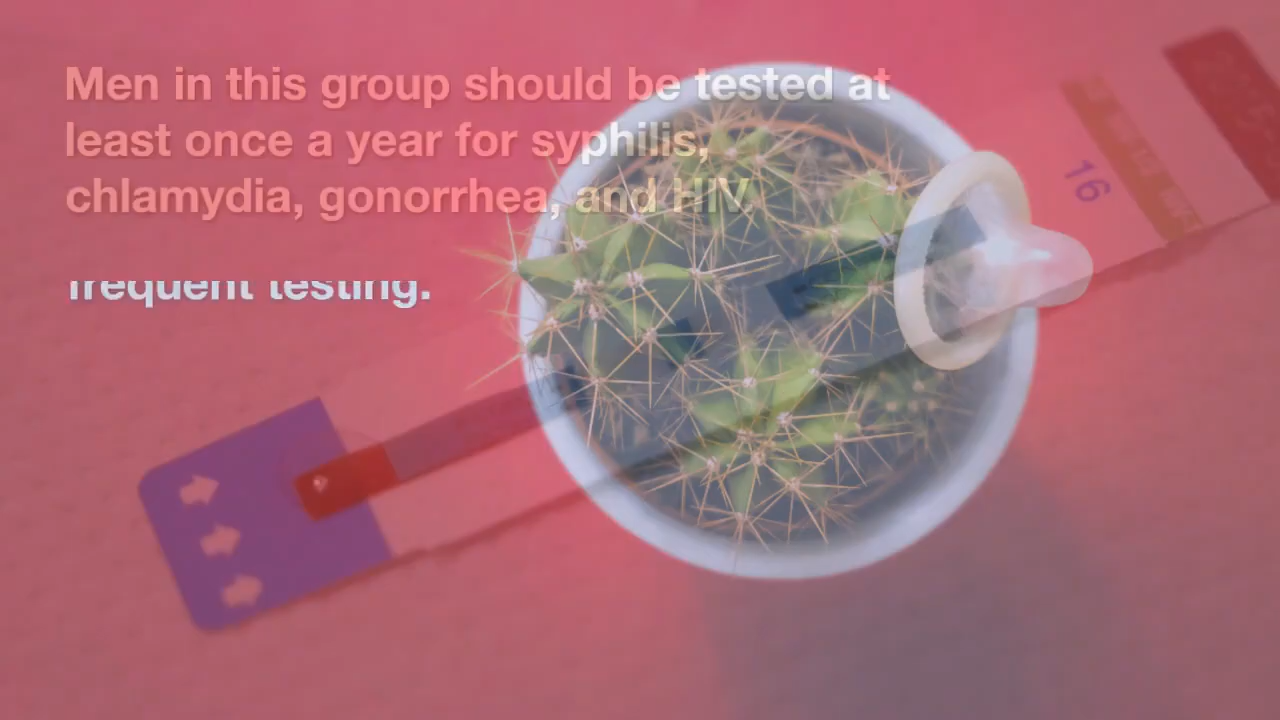 Men in this group should be tested at
least once a year for syphilis,
chlamydia, gonorrhea, and HIV.
frequent testing.
16